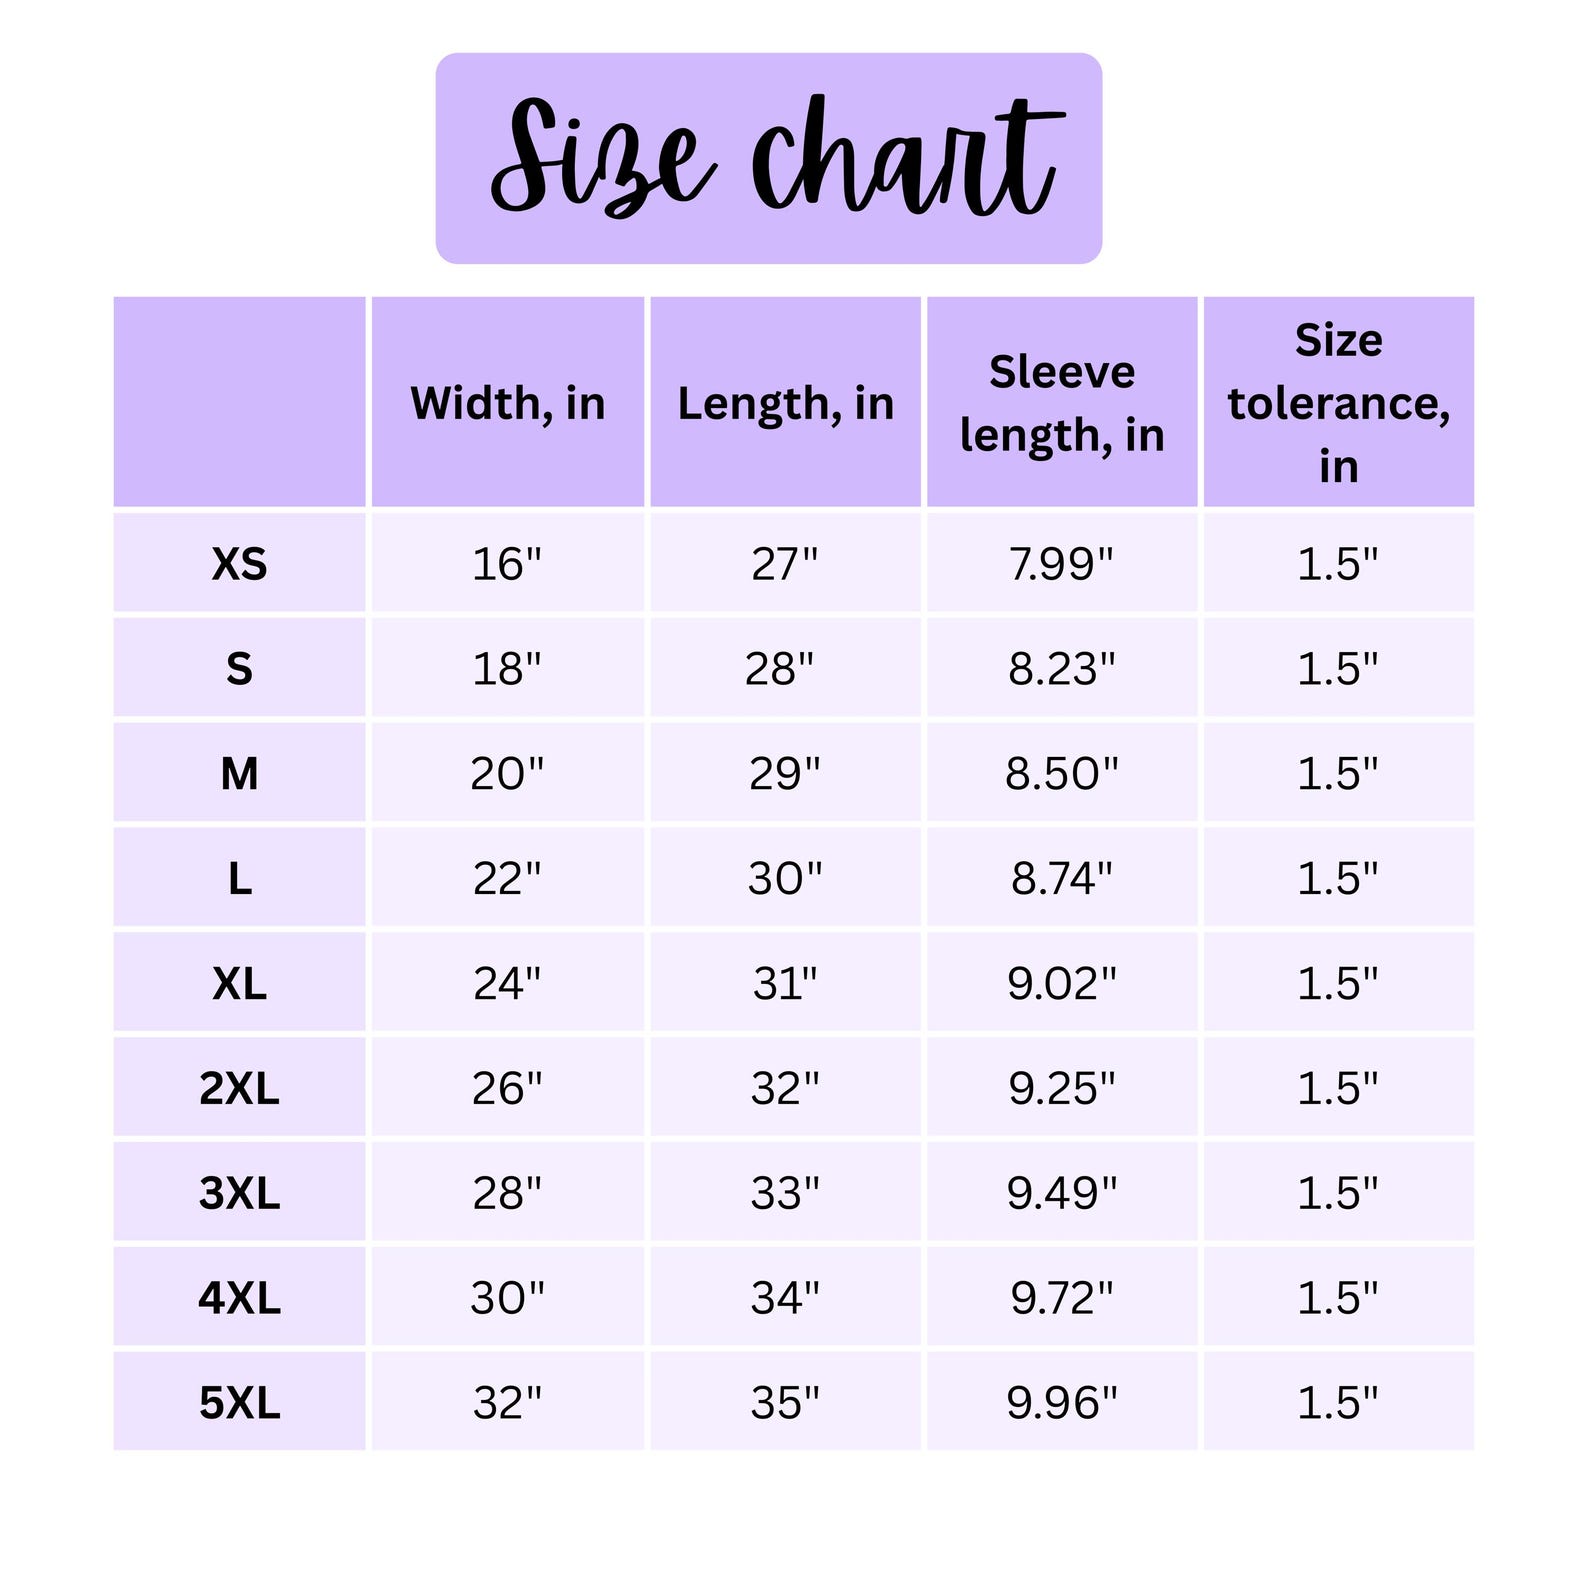 Size chart
Width, in
Length, in
Sleeve
length, in
Size
tolerance,
in
XS 16" 27" 7.99" 1.5"
S 18" 28" 8.23" 1.5"
M 20" 29" 8.50" 1.5"
L 22" 30" 8.74" 1.5"
XL 24" 31" 9.02" 1.5"
2XL 26" 32" 9.25" 1.5"
3XL 28" 33" 9.49" 1.5"
4XL 30" 34" 9.72" 1.5"
5XL 32" 35" 9.96" 1.5"